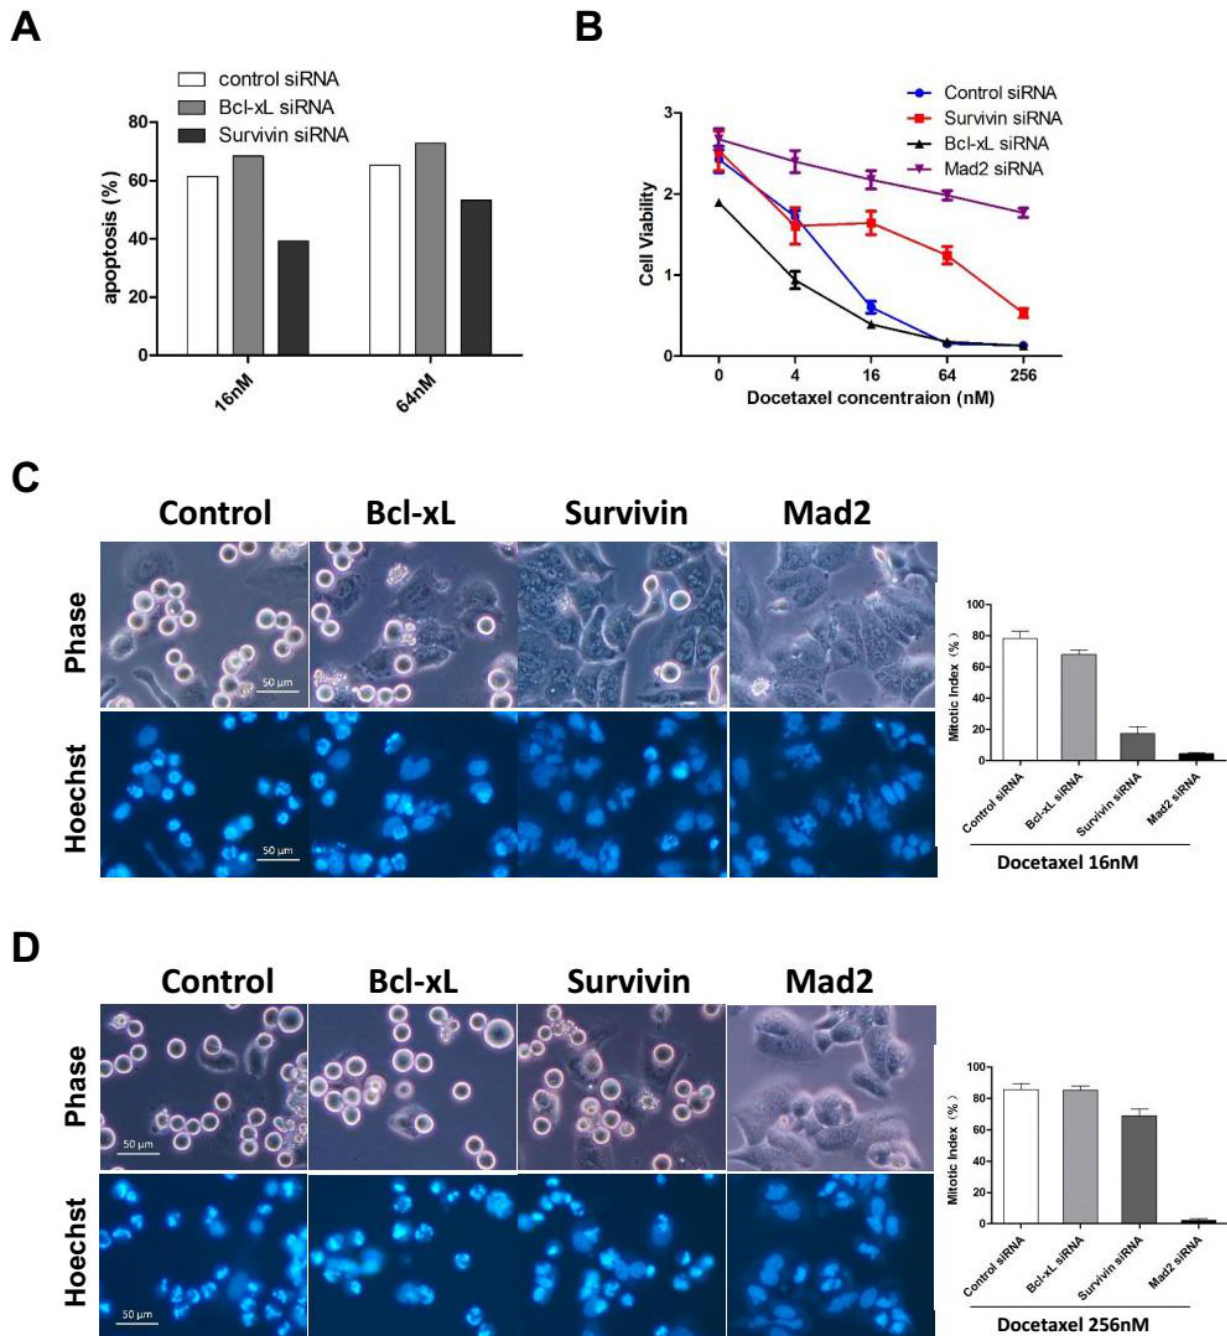 A
control siRNA
Bcl-xL siRNA
Survivin siRNA
80
60
40
20
0
apoptosis (%)
16nM
64nM
B
Control siRNA
Survivin siRNA
Bcl-xL siRNA
Mad2 siRNA
3
2
1
0
Cell Viability
0 4 16 64 256
Docetaxel concentraion (nM)
C
Control Bcl-xL Survivin Mad2
Phase
50 µm
Hoechst
50 µm
100
80
60
40
20
0
Mitotic Index (%)
Control siRNA
Bcl-xL siRNA
Survivin siRNA
Mad2 siRNA
Docetaxel 16nM
D
Control Bcl-xL Survivin Mad2
Phase
50 µm
Hoechst
50 µm
100
80
60
40
20
0
Mitotic Index (%)
Control siRNA
Bcl-xL siRNA
Survivin siRNA
Mad2 siRNA
Docetaxel 256nM